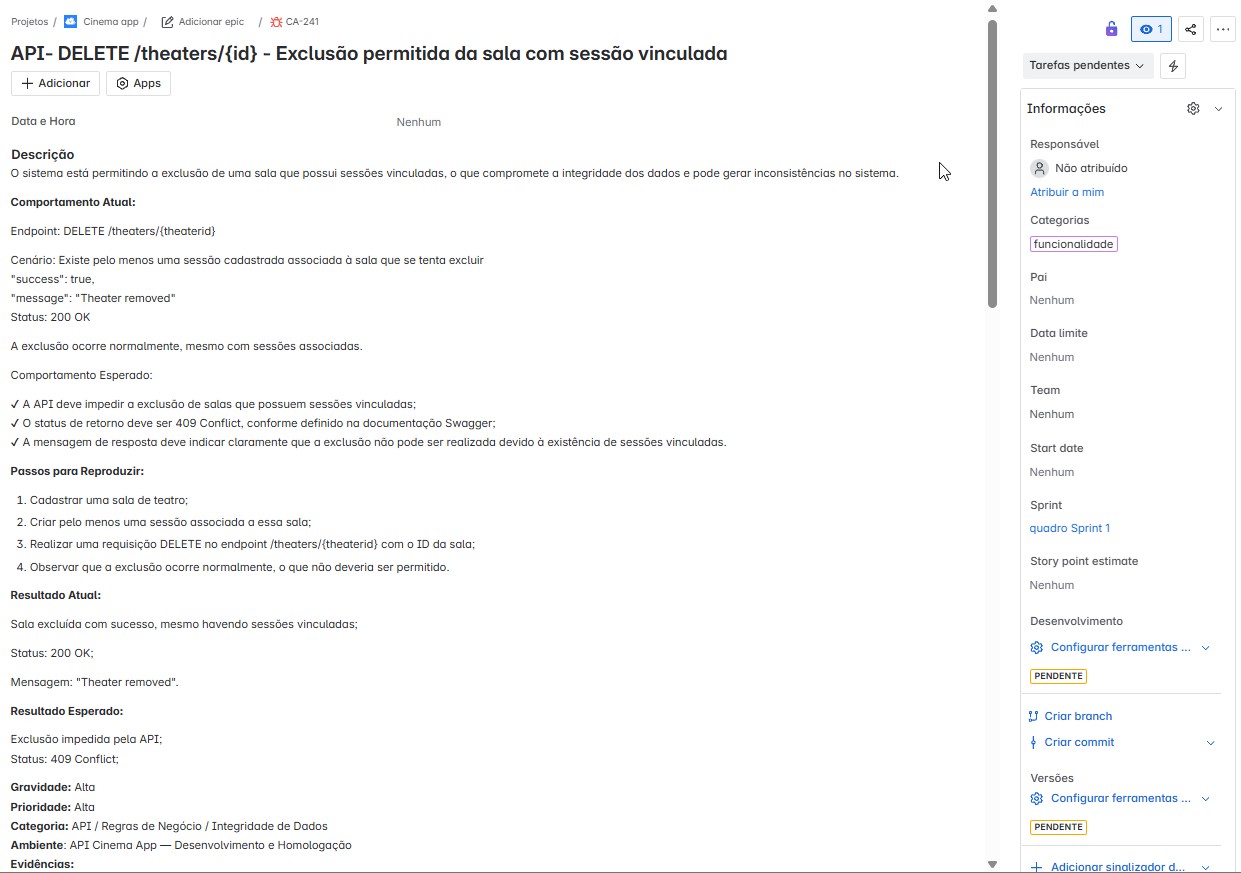 Projetos / Cinema app / Adicionar epic / CA-241
1
API- DELETE /theaters/{id} - Exclusão permitida da sala com sessão vinculada
Adicionar Apps
Data e Hora Nenhum
Descrição
O sistema está permitindo a exclusão de uma sala que possui sessões vinculadas, o que compromete a integridade dos dados e pode gerar inconsistências no sistema.
Comportamento Atual:
Endpoint: DELETE /theaters/{theaterid}
Cenário: Existe pelo menos uma sessão cadastrada associada à sala que se tenta excluir
"success": true,
"message": "Theater removed"
Status: 200 OK
A exclusão ocorre normalmente, mesmo com sessões associadas.
Comportamento Esperado:
✓ A API deve impedir a exclusão de salas que possuem sessões vinculadas;
✓ O status de retorno deve ser 409 Conflict, conforme definido na documentação Swagger;
✓ A mensagem de resposta deve indicar claramente que a exclusão não pode ser realizada devido à existência de sessões vinculadas.
Passos para Reproduzir:
1. Cadastrar uma sala de teatro;
2. Criar pelo menos uma sessão associada a essa sala;
3. Realizar uma requisição DELETE no endpoint /theaters/{theaterid} com o ID da sala;
4. Observar que a exclusão ocorre normalmente, o que não deveria ser permitido.
Resultado Atual:
Sala excluída com sucesso, mesmo havendo sessões vinculadas;
Status: 200 OK;
Mensagem: "Theater removed".
Resultado Esperado:
Exclusão impedida pela API;
Status: 409 Conflict;
Gravidade: Alta
Prioridade: Alta
Categoria: API / Regras de Negócio / Integridade de Dados
Ambiente: API Cinema App — Desenvolvimento e Homologação
Evidências:
Tarefas pendentes
Informações
Responsável
Não atribuído
Atribuir a mim
Categorias
funcionalidade
Pai
Nenhum
Data limite
Nenhum
Team
Nenhum
Start date
Nenhum
Sprint
quadro Sprint 1
Story point estimate
Nenhum
Desenvolvimento
Configurar ferramentas ...
PENDENTE
Criar branch
Criar commit
Versões
Configurar ferramentas ...
PENDENTE
Adicionar sinalizador d...